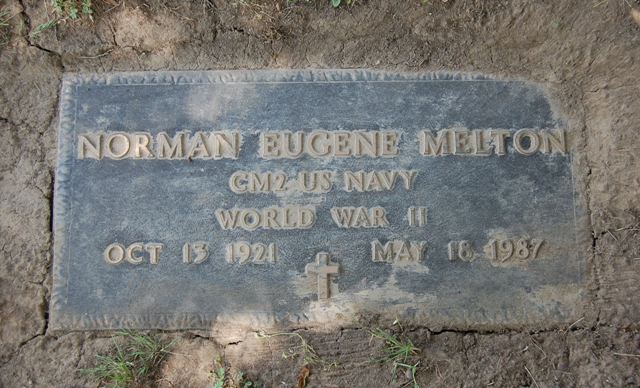 NORMAN EUGENE MELTON
CM2 US NAVY
WORLD WAR II
OCT 13 1921 MAY 18 1987